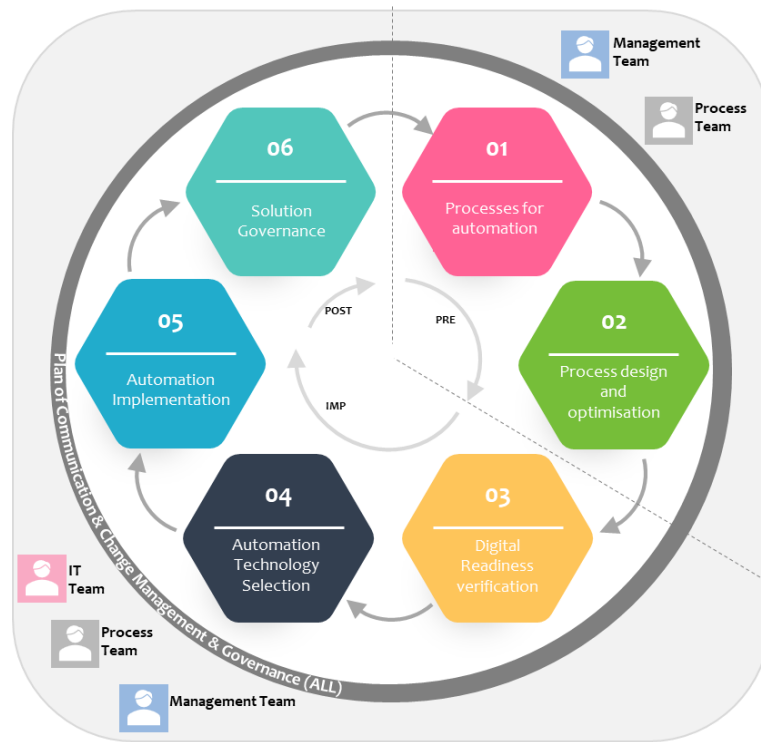 Management
Team
Process
Team
06
Solution
Governance
01
Processes for
automation
02
Process design
and
optimisation
03
Digital
Readiness
verification
04
Automation
Technology
Selection
05
Automation
Implementation
POST
PRE
IMP
Plan of Communication & Change Management & Governance (ALL)
IT
Team
Process
Team
Management Team